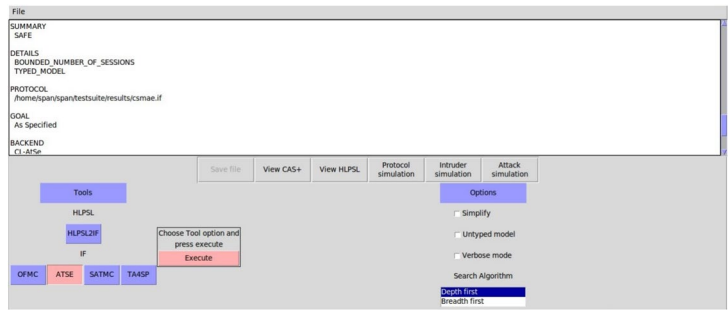 File
SUMMARY
SAFE
DETAILS
BOUNDED_NUMBER_OF_SESSIONS
TYPED_MODEL
PROTOCOL
/home/span/span/testsuite/results/csmae.if
GOAL
As Specified
BACKEND
CL-AtSe
Save file
View CAS+
View HLPSL
Protocol
simulation
Intruder
simulation
Attack
simulation
Tools
HLPSL
HLPSL2IF
IF
OFMC
ATSE
SATMC
TA4SP
Choose Tool option and
press execute
Execute
Options
Simplify
Untyped model
Verbose mode
Search Algorithm
Depth first
Breadth first